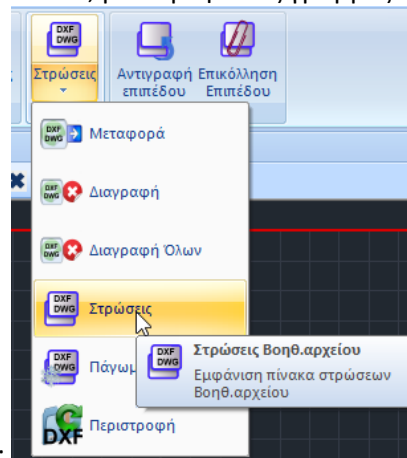 DXF
DWG
Στρώσεις
Αντιγραφή
επιπέδου
Επικόλληση
Επιπέδου
DXF
DWG
Μεταφορά
DXF
DWG
Διαγραφή
DXF
DWG
Διαγραφή Όλων
DXF
DWG
Στρώσεις
DXF
DWG
DXF
Περιστροφή
DXF
DWG
Στρώσεις Βοηθ.αρχείου
Εμφάνιση πίνακα στρώσεων
Βοηθ.αρχείου